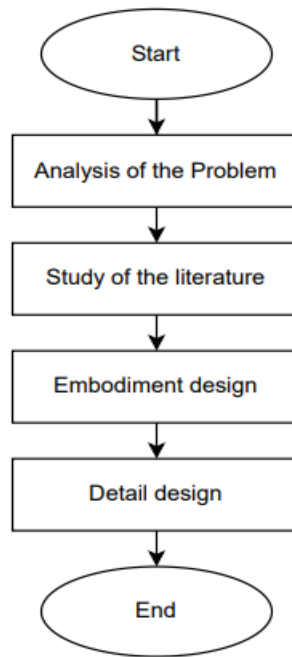 Start
Analysis of the Problem
Study of the literature
Embodiment design
Detail design
End